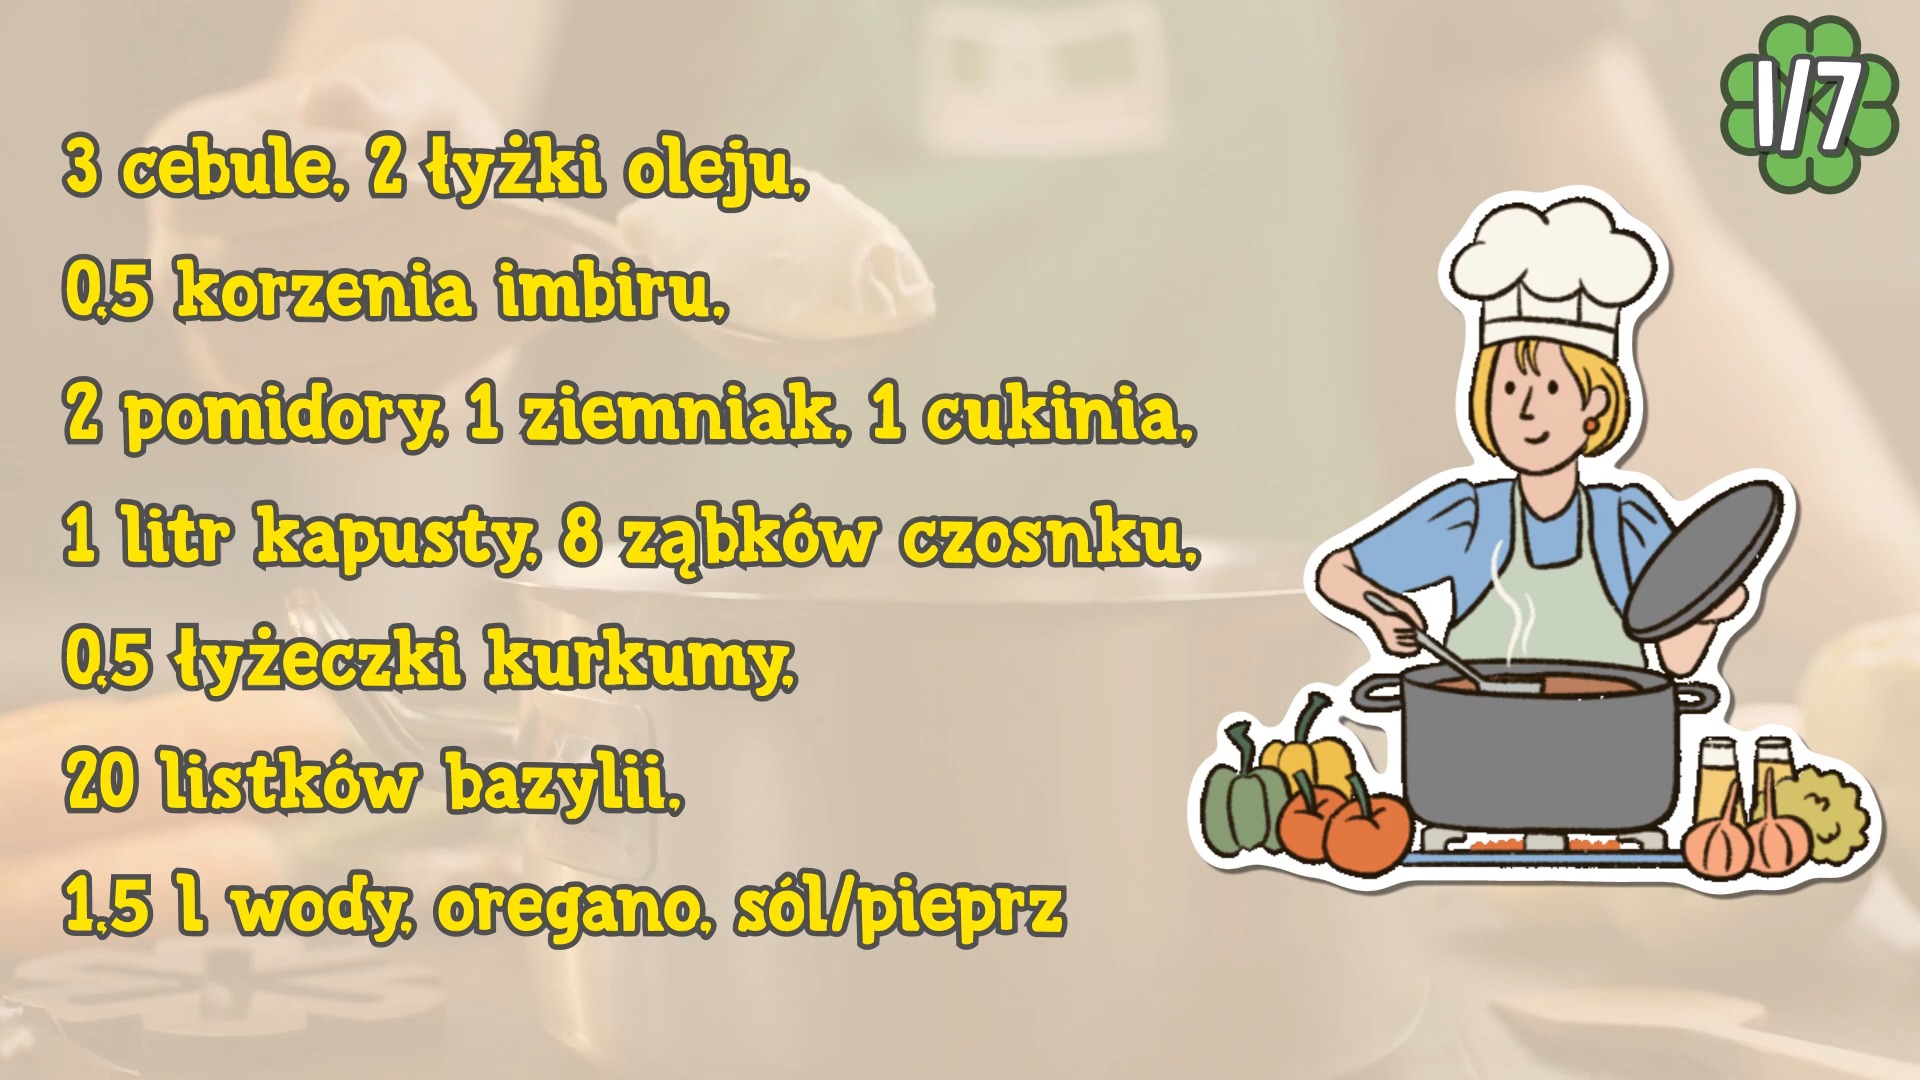 1/7
3 cebule, 2 łyżki oleju,
0,5 korzenia imbiru,
2 pomidory, 1 ziemniak, 1 cukinia,
1 litr kapusty, 8 ząbków czosnku,
0,5 łyżeczki kurkumy,
20 listków bazylii,
1,5 l wody, oregano, sól/pieprz